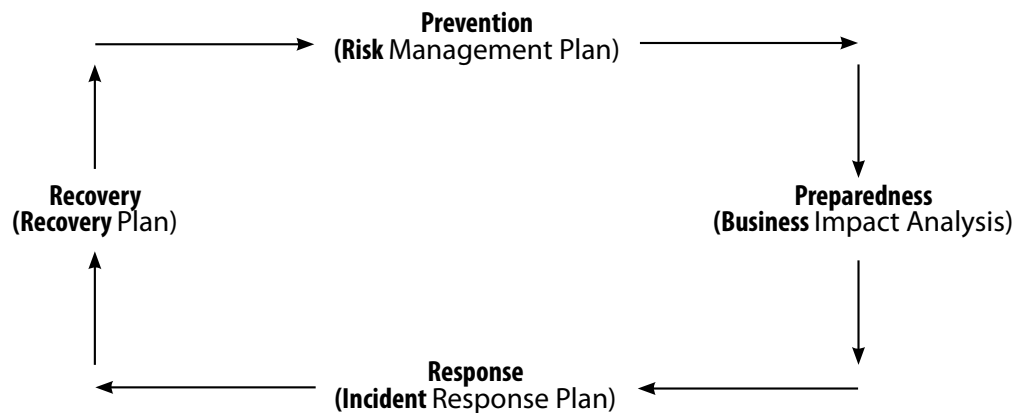 Prevention
(Risk Management Plan)
Recovery
(Recovery Plan)
Preparedness
(Business Impact Analysis)
Response
(Incident Response Plan)